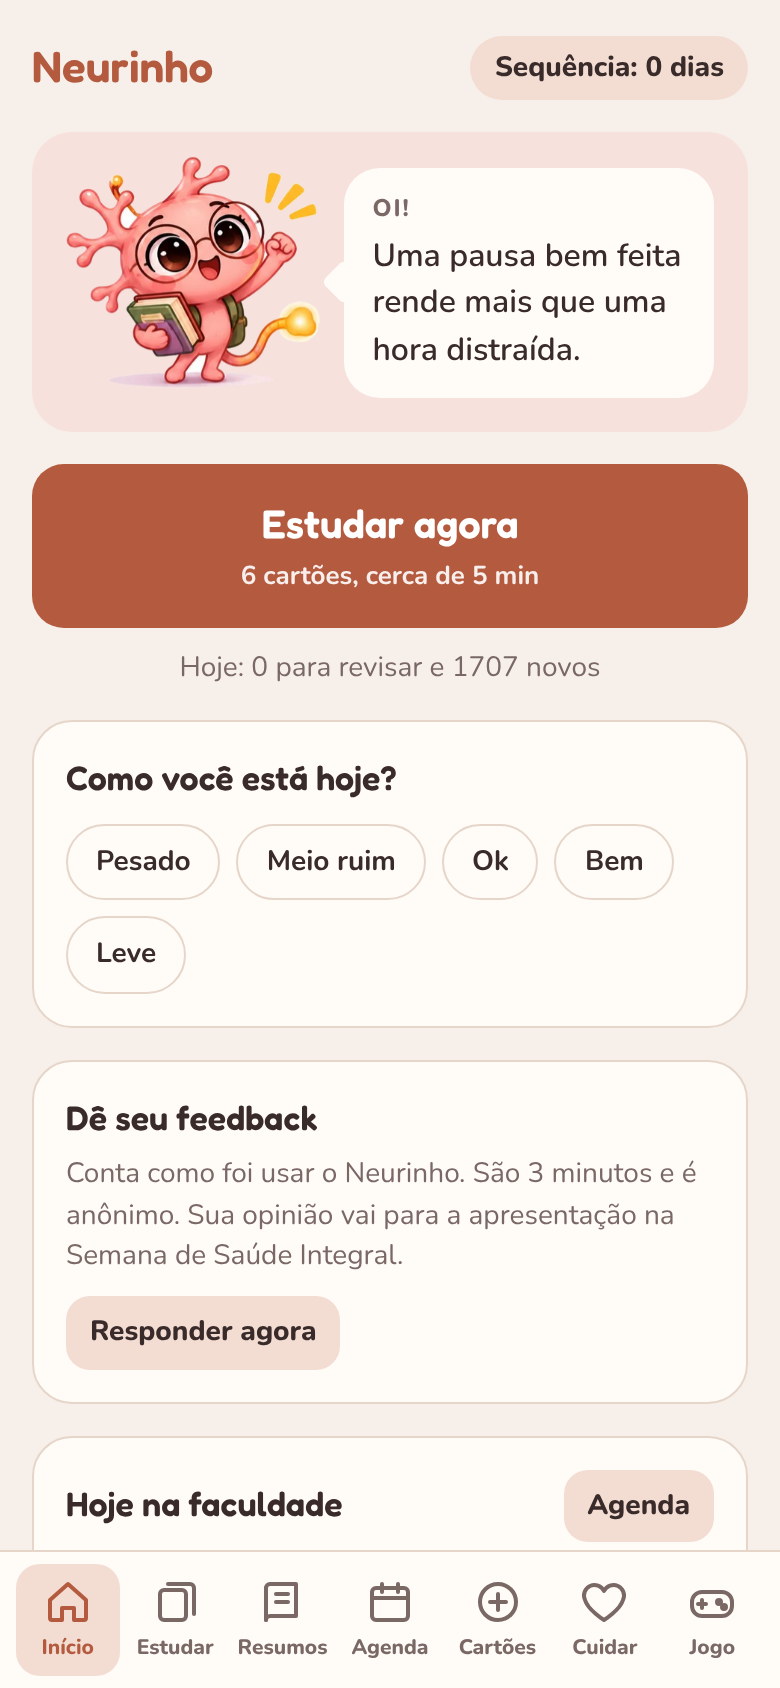 Neurinho
Sequência: 0 dias
OI!
Uma pausa bem feita
rende mais que uma
hora distraída.
Estudar agora
6 cartões, cerca de 5 min
Hoje: 0 para revisar e 1707 novos
Como você está hoje?
Pesado
Meio ruim
Ok
Bem
Leve
Dê seu feedback
Conta como foi usar o Neurinho. São 3 minutos e é
anônimo. Sua opinião vai para a apresentação na
Semana de Saúde Integral.
Responder agora
Hoje na faculdade
Agenda
Início
Estudar
Resumos
Agenda
Cartões
Cuidar
Jogo